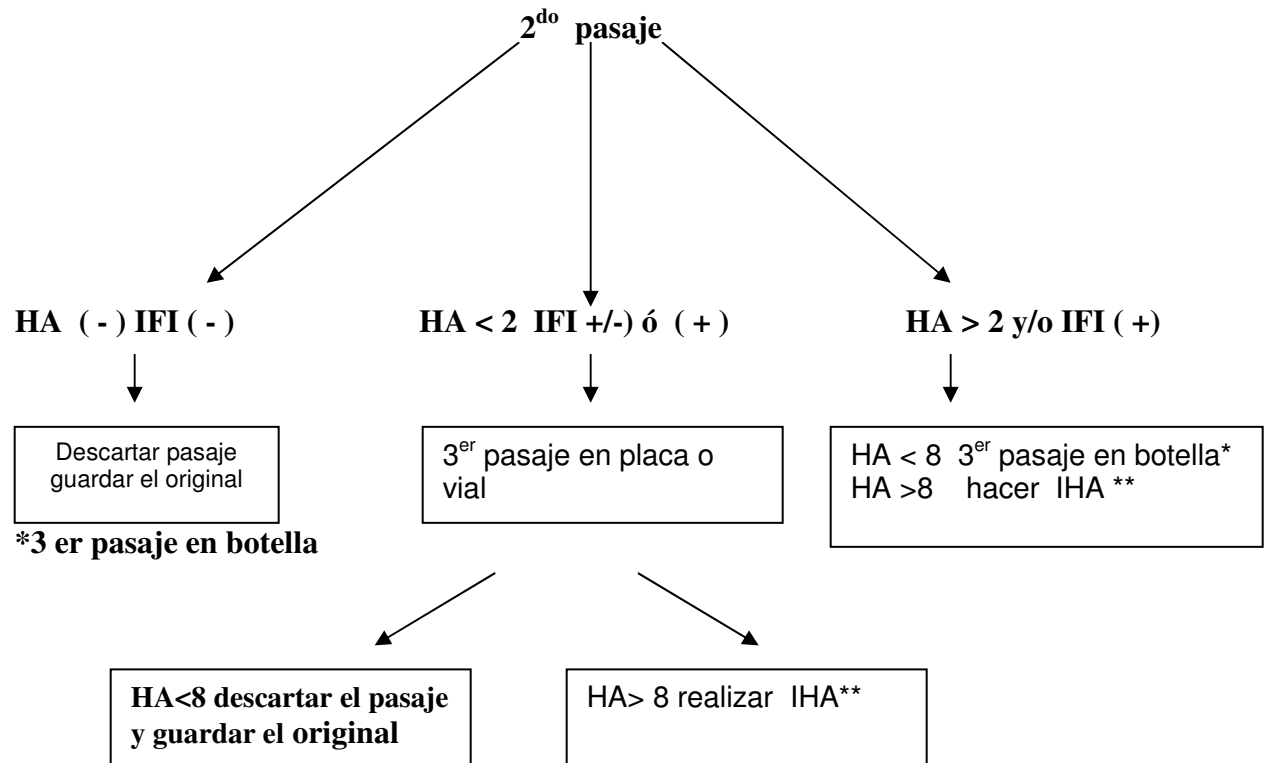 2do pasaje
HA ( - ) IFI ( - )
HA < 2 IFI +/-) ó ( + )
HA > 2 y/o IFI ( +)
Descartar pasaje
guardar el original
3er pasaje en placa o
vial
HA < 8 3er pasaje en botella*
HA >8 hacer IHA **
*3 er pasaje en botella
HA<8 descartar el pasaje
y guardar el original
HA> 8 realizar IHA**